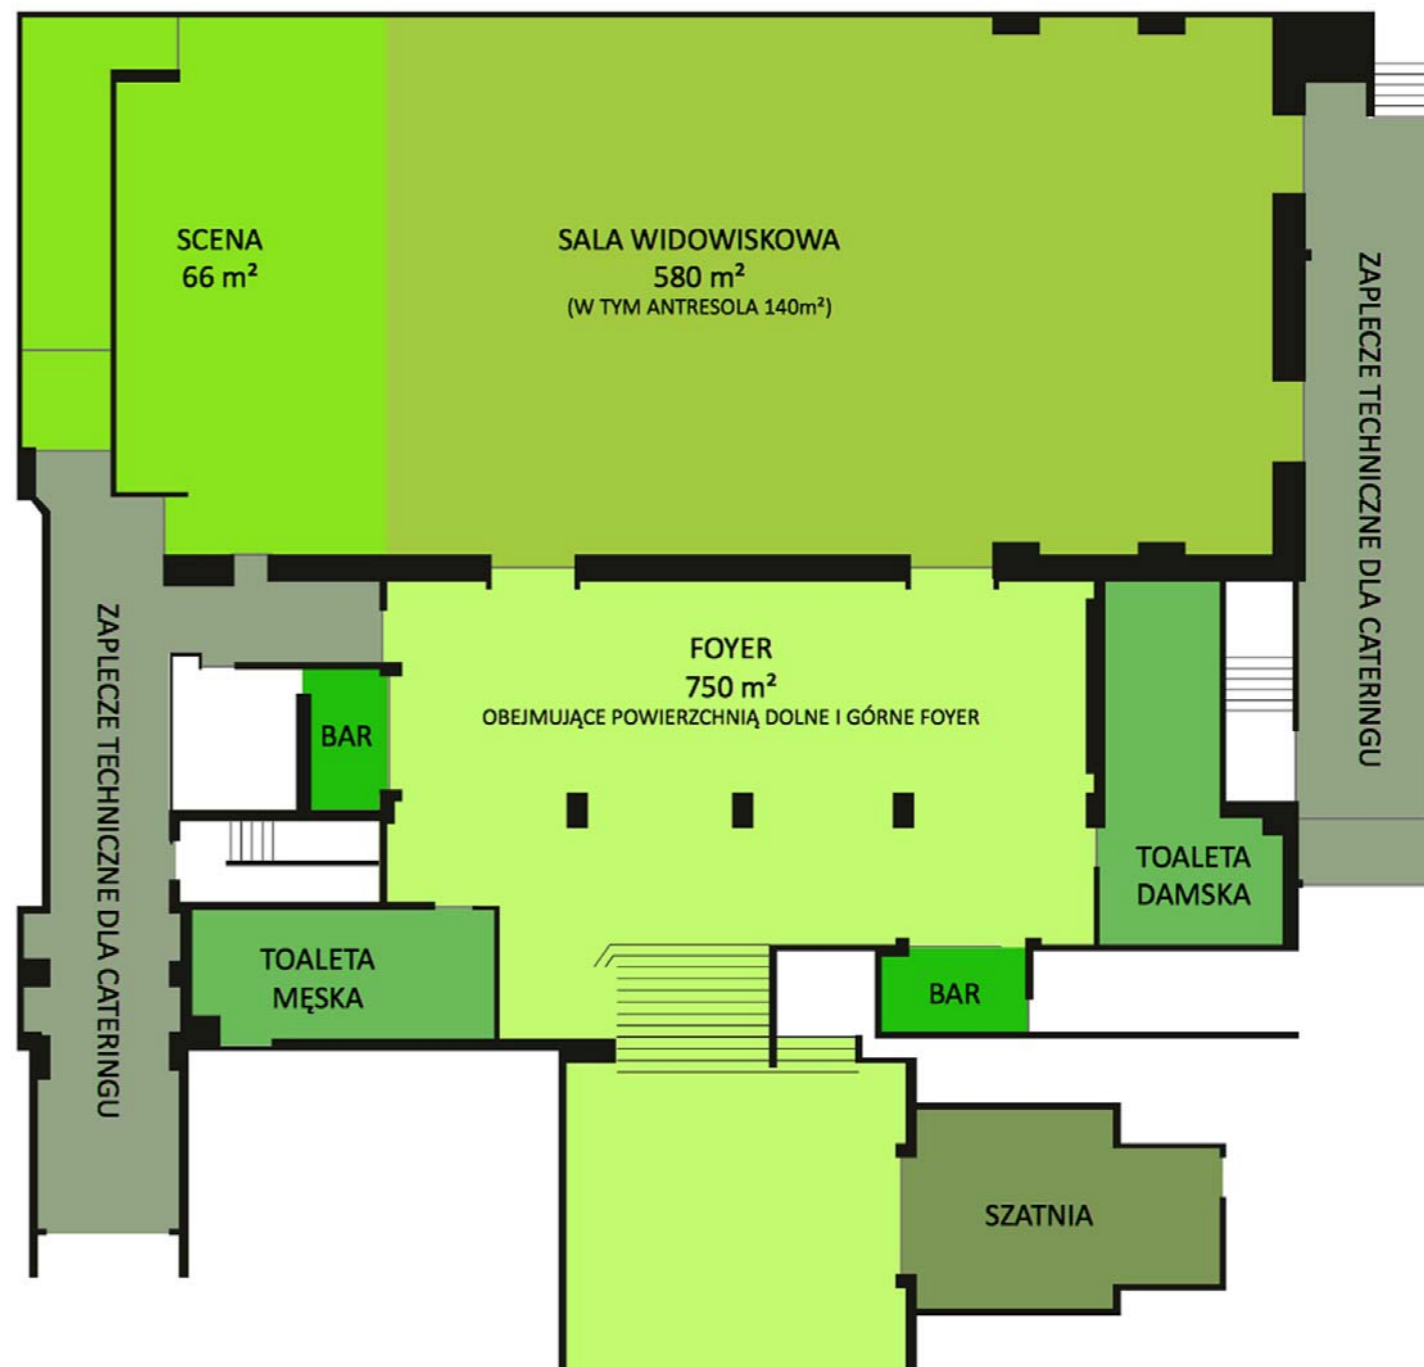 SCENA
66 m²
SALA WIDOWISKOWA
580 m²
(W TYM ANTRESOLA 140m²)
ZAPLECZE TECHNICZNE DLA CATERINGU
FOYER
750 m²
OBEJMUJĄCE POWIERZCHNIĄ DOLNE I GÓRNE FOYER
ZAPLECZE TECHNICZNE DLA CATERINGU
BAR
TOALETA
DAMSKA
TOALETA
MĘSKA
BAR
SZATNIA